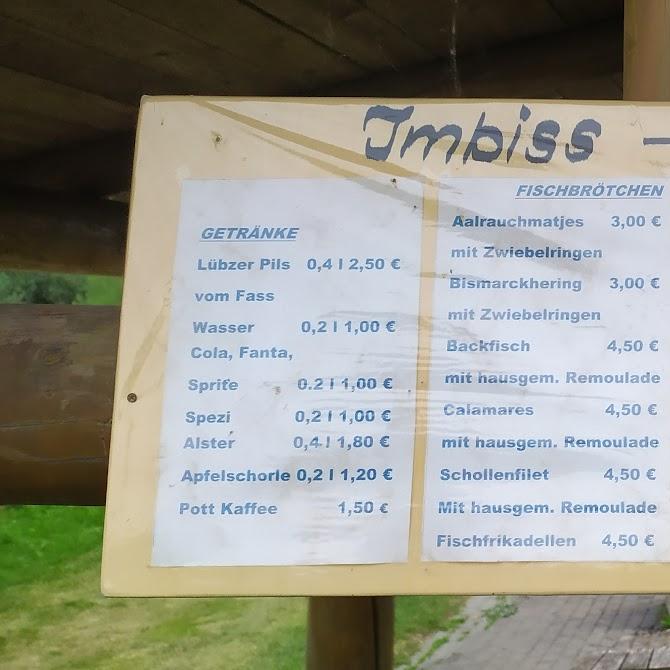 Imbiss -
GETRÄNKE
Lübzer Pils 0,4 l 2,50 €
vom Fass
Wasser 0,2 l 1,00 €
Cola, Fanta,
Sprite 0.2 l 1,00 €
Spezi 0,2 l 1,00 €
Alster 0,4 l 1,80 €
Apfelschorle 0,2 l 1,20 €
Pott Kaffee 1,50 €
FISCHBRÖTCHEN
Aalrauchmatjes 3,00 €
mit Zwiebelringen
Bismarckhering 3,00 €
mit Zwiebelringen
Backfisch 4,50 €
mit hausgem. Remoulade
Calamares 4,50 €
mit hausgem. Remoulade
Schollenfilet 4,50 €
Mit hausgem. Remoulade
Fischfrikadellen 4,50 €